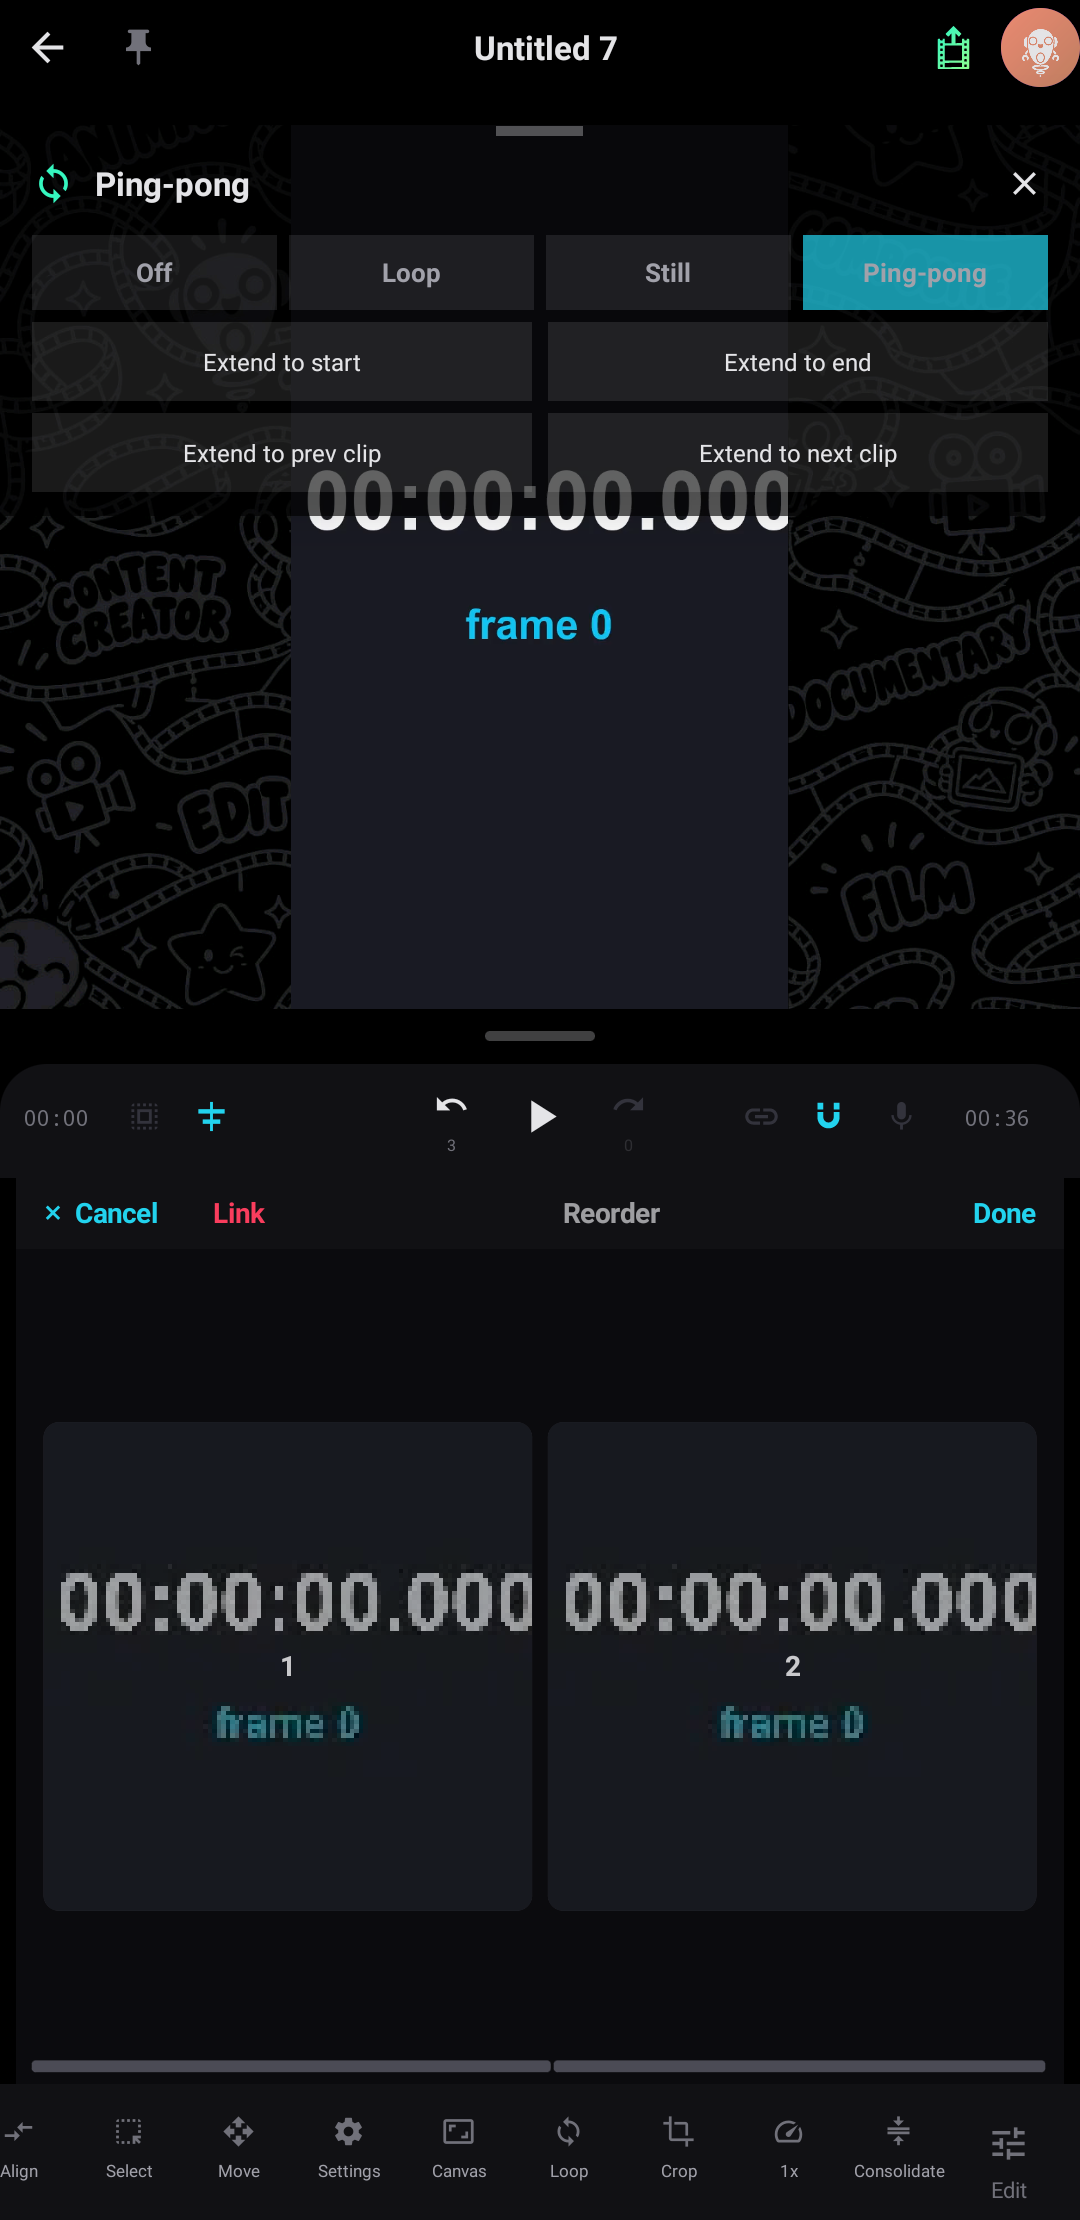 Untitled 7
Ping-pong
Off Loop Still Ping-pong
Extend to start Extend to end
Extend to prev clip Extend to next clip
00:00:00.000
frame 0
CONTENT CREATOR
DOCUMENTARY
EDIT
FILM
00:00 3 0 00:36
× Cancel Link Reorder Done
00:00:00.000 00:00:00.000
1 2
frame 0 frame 0
Align Select Move Settings Canvas Loop Crop 1x Consolidate Edit